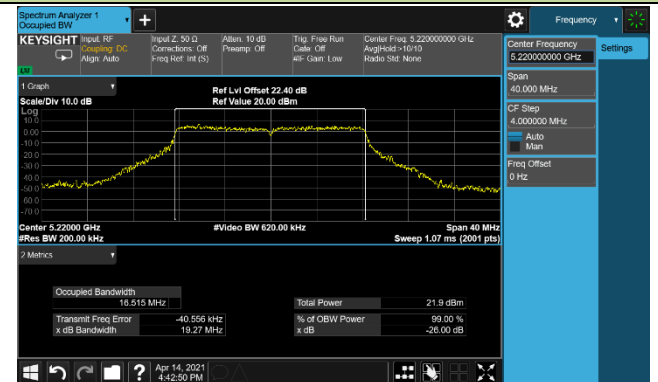 Spectrum Analyzer 1
Occupied BW
Frequency
KEYSIGHT
Input: RF
Coupling: DC
Align: Auto
Input Z: 50 Ω
Corrections: Off
Freq Ref: Int (S)
Atten: 10 dB
Preamp: Off
Trig: Free Run
Gate: Off
#IF Gain: Low
Center Freq: 5.220000000 GHz
Avg|Hold:>10/10
Radio Std: None
Center Frequency
5.220000000 GHz
Settings
Span
40.000 MHz
CF Step
4.000000 MHz
Auto
Man
Freq Offset
0 Hz
1 Graph
Scale/Div 10.0 dB
Ref Lvl Offset 22.40 dB
Ref Value 20.00 dBm
Log
10.0
0.00
-10.0
-20.0
-30.0
-40.0
-50.0
-60.0
-70.0
Center 5.22000 GHz
#Res BW 200.00 kHz
#Video BW 620.00 kHz
Span 40 MHz
Sweep 1.07 ms (2001 pts)
2 Metrics
Occupied Bandwidth
16.515 MHz
Total Power 21.9 dBm
Transmit Freq Error -40.556 kHz
% of OBW Power 99.00 %
x dB Bandwidth 19.27 MHz
x dB -26.00 dB
?
Apr 14, 2021
4:42:50 PM